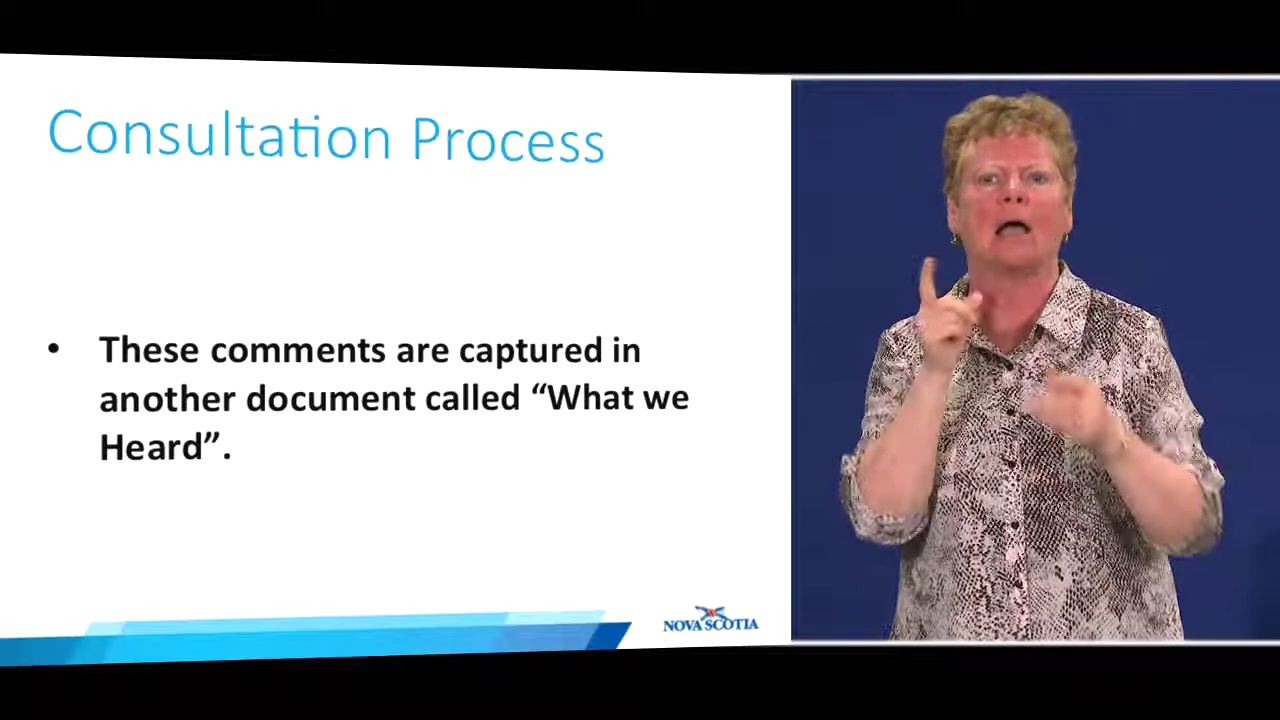 Consultation Process
• These comments are captured in
another document called “What we
Heard”.
NOVA SCOTIA